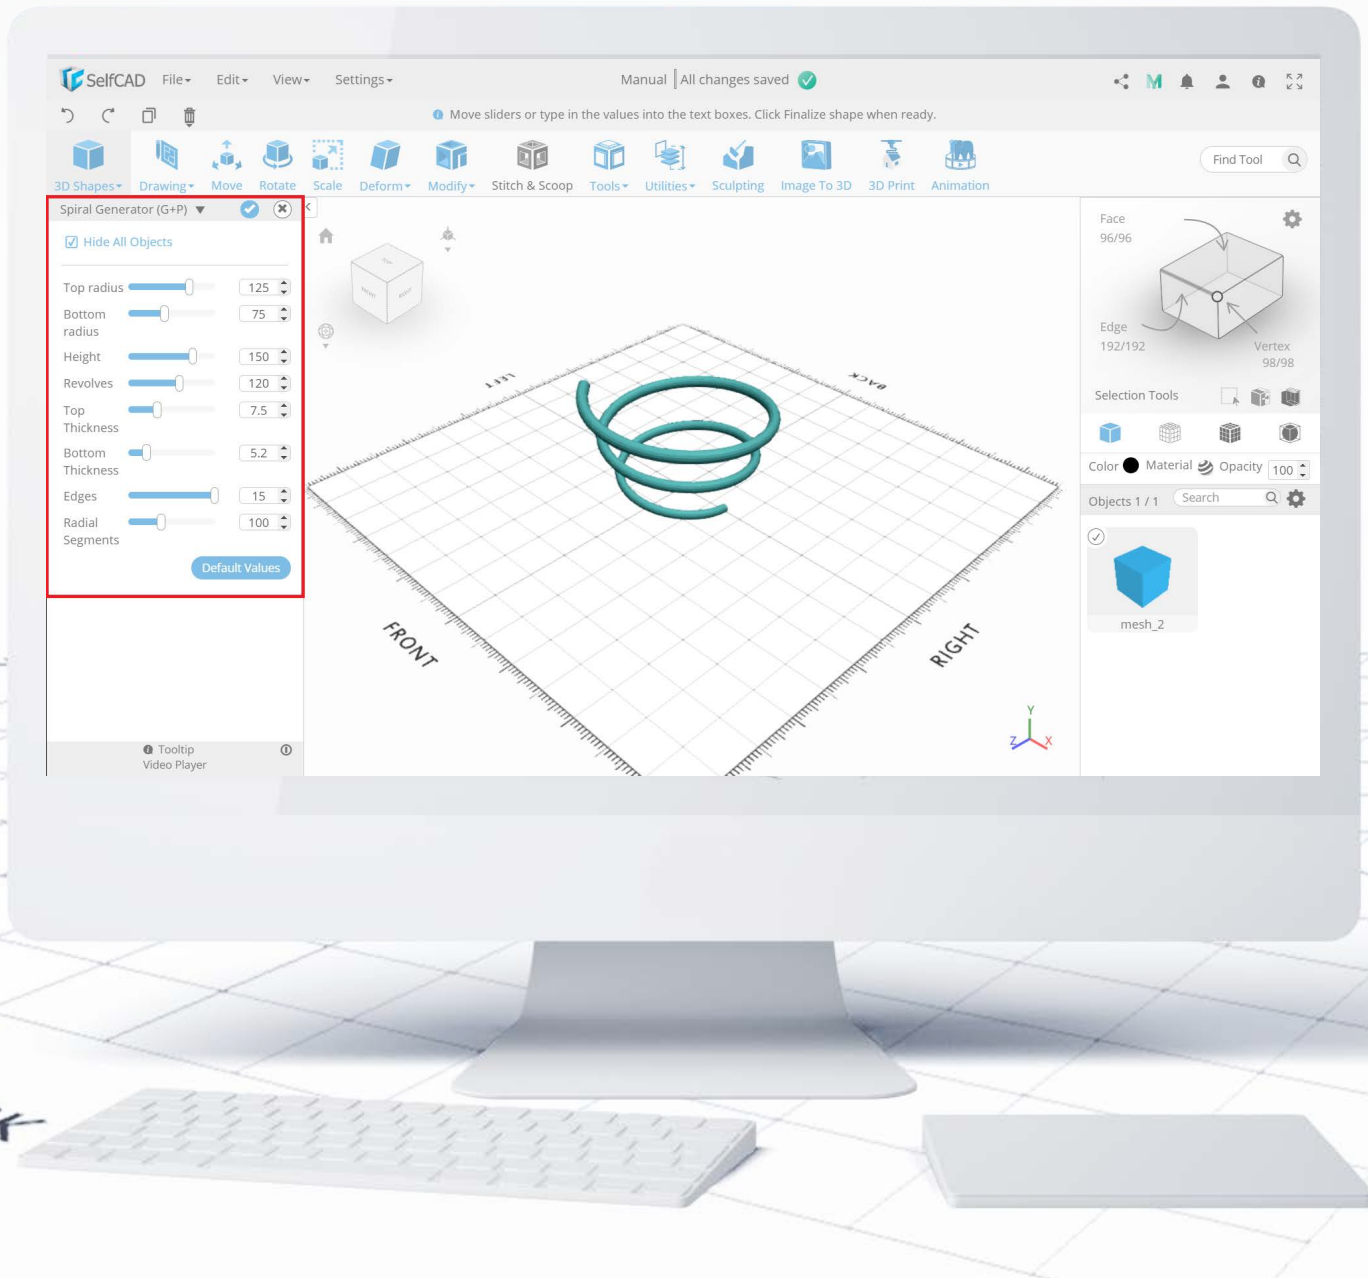 SelfCAD File Edit View Settings Manual All changes saved
Move sliders or type in the values into the text boxes. Click Finalize shape when ready.
3D Shapes Drawing Move Rotate Scale Deform Modify Stitch & Scoop Tools Utilities Sculpting Image To 3D 3D Print Animation Find Tool
Spiral Generator (G+P)
Hide All Objects
Top radius 125
Bottom radius 75
Height 150
Revolves 120
Top Thickness 7.5
Bottom Thickness 5.2
Edges 15
Radial Segments 100
Default Values
Tooltip
Video Player
LEFT
BACK
FRONT
RIGHT
Y
Z
X
Face
96/96
Edge
192/192
Vertex
98/98
Selection Tools
Color Material Opacity 100
Objects 1 / 1 Search
mesh_2